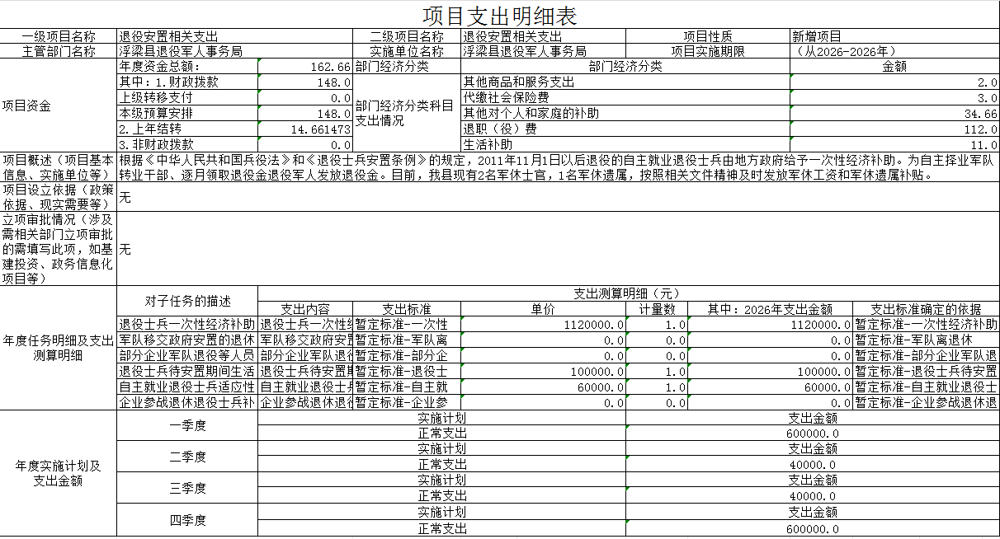 项目支出明细表
一级项目名称 退役安置相关支出 二级项目名称 退役安置相关支出 项目性质 新增项目
主管部门名称 浮梁县退役军人事务局 实施单位名称 浮梁县退役军人事务局 项目实施期限 （从2026-2026年）
项目资金 年度资金总额： 162.66 部门经济分类 部门经济分类 金额
其中：1.财政拨款 148.0 部门经济分类科目 其他商品和服务支出 2.0
上级转移支付 0.0 支出情况 代缴社会保险费 3.0
本级预算安排 148.0 其他对个人和家庭的补助 34.66
2.上年结转 14.661473 退职（役）费 112.0
3.非财政拨款 0.0 生活补助 11.0
项目概述（项目基本
信息、实施单位等）
根据《中华人民共和国兵役法》和《退役士兵安置条例》的规定，2011年11月1日以后退役的自主就业退役士兵由地方政府给予一次性经济补助。为自主择业军队
转业干部、逐月领取退役金退役军人发放退役金。目前，我县现有2名军休士官，1名军休遗属，按照相关文件精神及时发放军休工资和军休遗属补贴。
项目设立依据（政策
依据、现实需要等）
无
立项审批情况（涉及
需相关部门立项审批
的需填写此项，如基
建投资、政务信息化
项目等）
无
年度任务明细及支出
测算明细
对子任务的描述 支出测算明细（元）
支出内容 支出标准 单价 计量数 其中：2026年支出金额 支出标准确定的依据
退役士兵一次性经济补助 退役士兵一次性 暂定标准-一次性 1120000.0 1.0 1120000.0 暂定标准-一次性经济补助
军队移交政府安置的退休 军队移交政府安 暂定标准-军队离 0.0 0.0 0.0 暂定标准-军队离退休
部分企业军队退役等人员 部分企业军队退 暂定标准-部分企 0.0 0.0 0.0 暂定标准-部分企业军队退
退役士兵待安置期间生活 退役士兵待安置 暂定标准-退役士 100000.0 1.0 100000.0 暂定标准-退役士兵待安置
自主就业退役士兵适应性 自主就业退役士 暂定标准-自主就 60000.0 1.0 60000.0 暂定标准-自主就业退役士
企业参战退休退役士兵补 企业参战退休退 暂定标准-企业参 0.0 0.0 0.0 暂定标准-企业参战退休退
年度实施计划及
支出金额
一季度 实施计划 支出金额
正常支出 600000.0
二季度 实施计划 支出金额
正常支出 40000.0
三季度 实施计划 支出金额
正常支出 40000.0
四季度 实施计划 支出金额
正常支出 600000.0